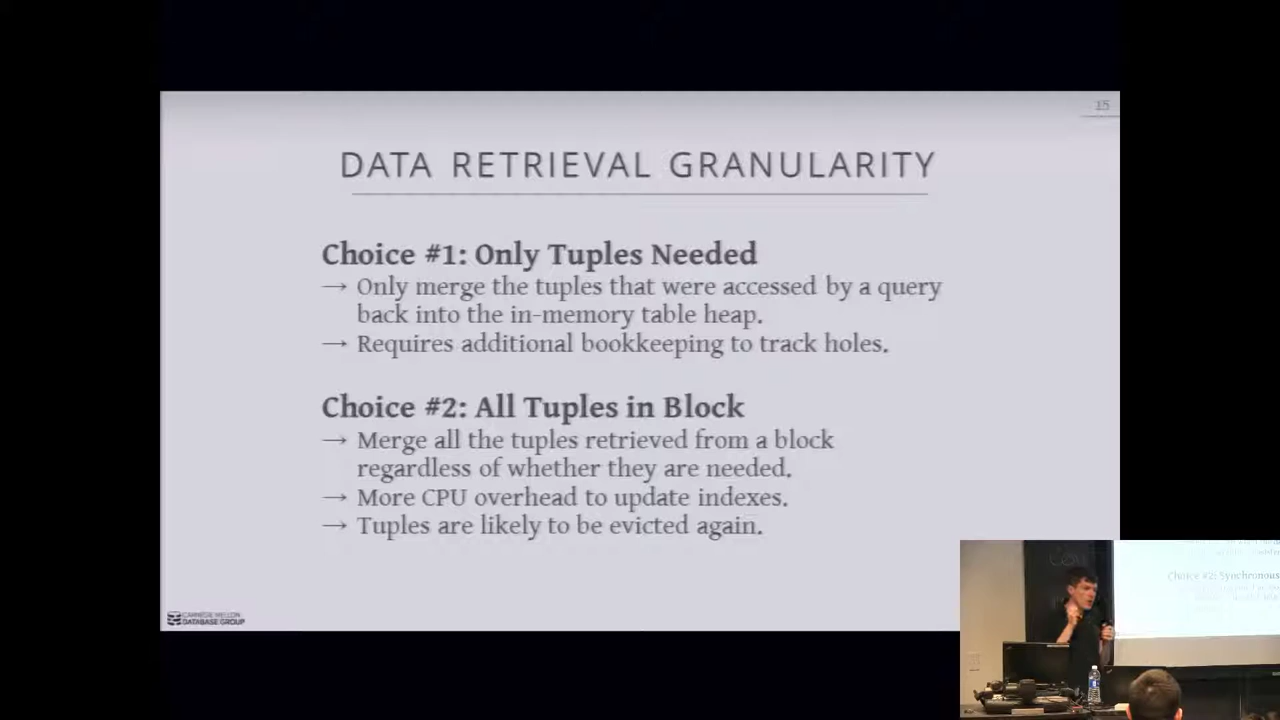 15
DATA RETRIEVAL GRANULARITY
Choice #1: Only Tuples Needed
→ Only merge the tuples that were accessed by a query
back into the in-memory table heap.
→ Requires additional bookkeeping to track holes.
Choice #2: All Tuples in Block
→ Merge all the tuples retrieved from a block
regardless of whether they are needed.
→ More CPU overhead to update indexes.
→ Tuples are likely to be evicted again.
CARNEGIE MELLON
DATABASE GROUP
Choice #2: Synchronous